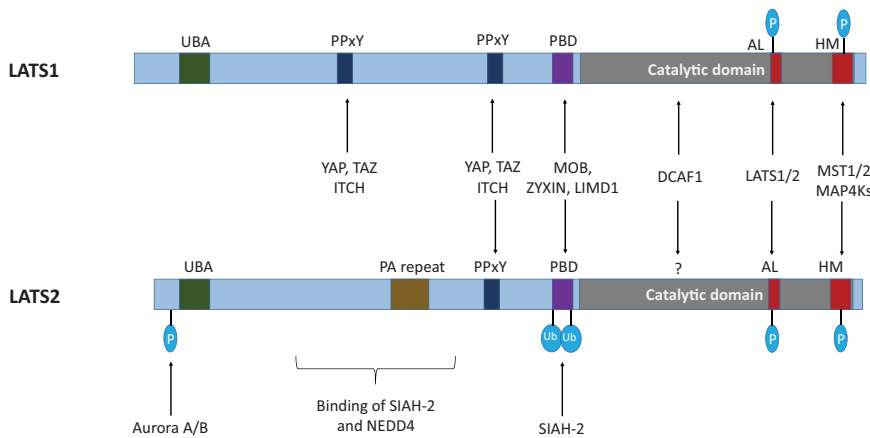 P P
UBA PPxY PPxY PBD AL HM
LATS1 Catalytic domain
YAP, TAZ YAP, TAZ MOB, DCAF1 LATS1/2 MST1/2
ITCH ITCH ZYXIN, LIMD1 MAP4Ks
UBA PA repeat PPxY PBD ? AL HM
LATS2 Catalytic domain
P Ub Ub P P
Binding of SIAH-2
and NEDD4
Aurora A/B SIAH-2